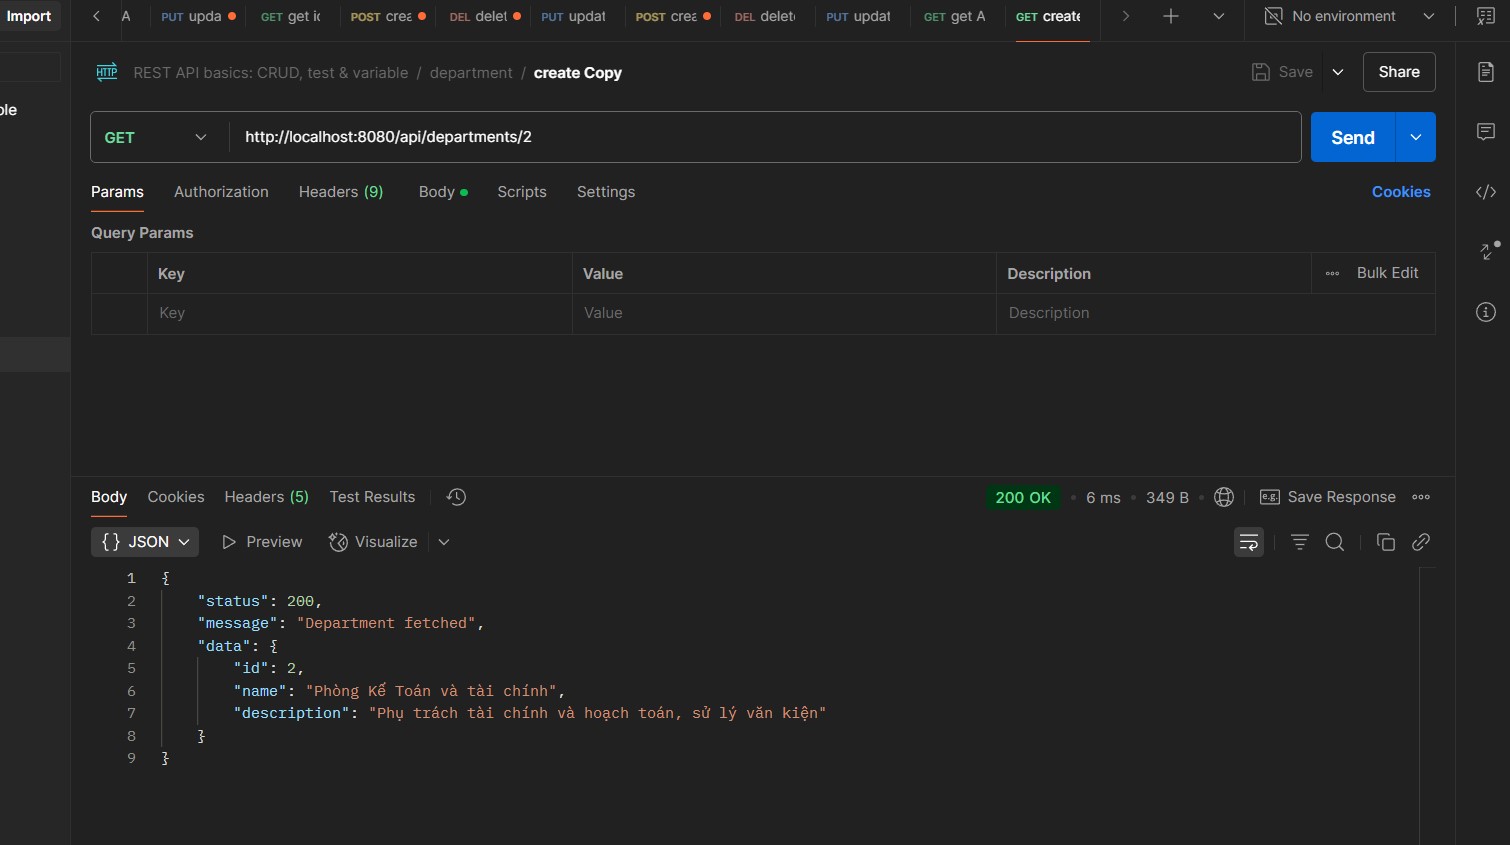 Import
A
PUT upda
GET get ic
POST crea
DEL delet
PUT updat
POST crea
DEL delet
PUT updat
GET get A
GET create
No environment
REST API basics: CRUD, test & variable / department / create Copy
Save
Share
ble
GET
http://localhost:8080/api/departments/2
Send
Params
Authorization
Headers (9)
Body
Scripts
Settings
Cookies
Query Params
Key
Value
Description
Bulk Edit
Key
Value
Description
Body
Cookies
Headers (5)
Test Results
200 OK
6 ms
349 B
e.g.
Save Response
{ } JSON
Preview
Visualize
1 {
2 "status": 200,
3 "message": "Department fetched",
4 "data": {
5 "id": 2,
6 "name": "Phòng Kế Toán và tài chính",
7 "description": "Phụ trách tài chính và hoạch toán, sử lý văn kiện"
8 }
9 }